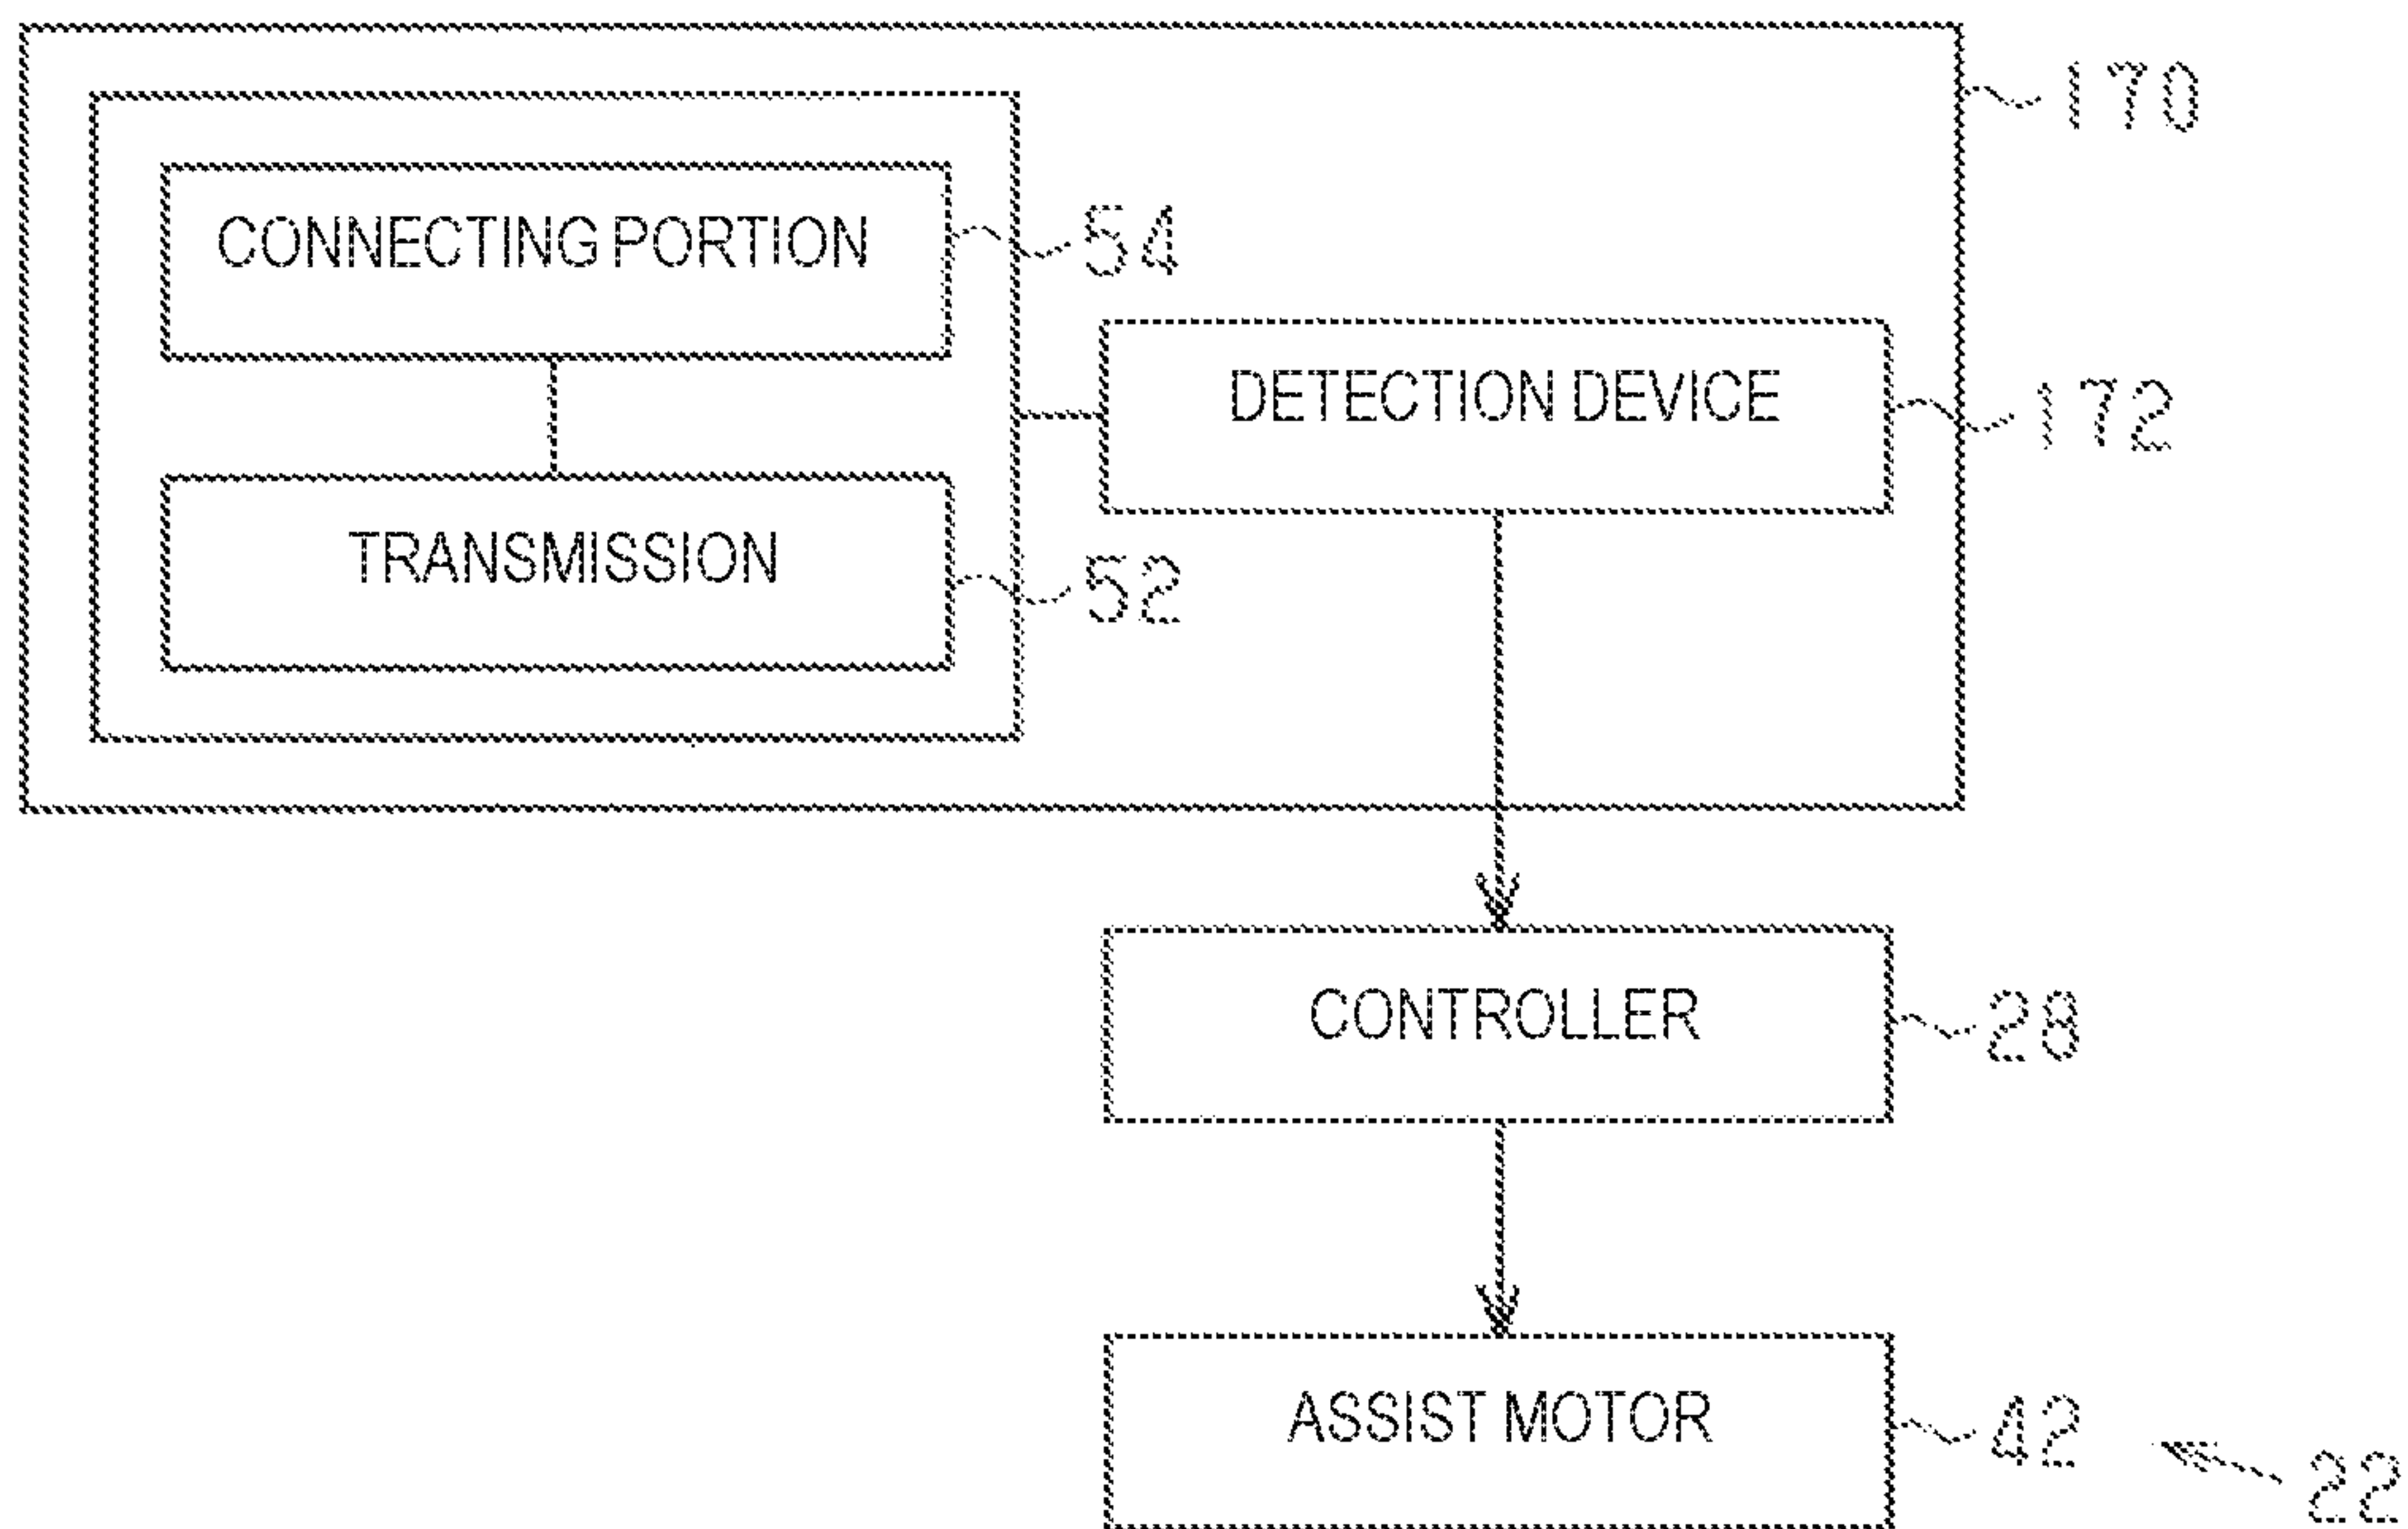 170
CONNECTING PORTION 54
DETECTION DEVICE 172
TRANSMISSION 52
CONTROLLER 28
ASSIST MOTOR 42
22